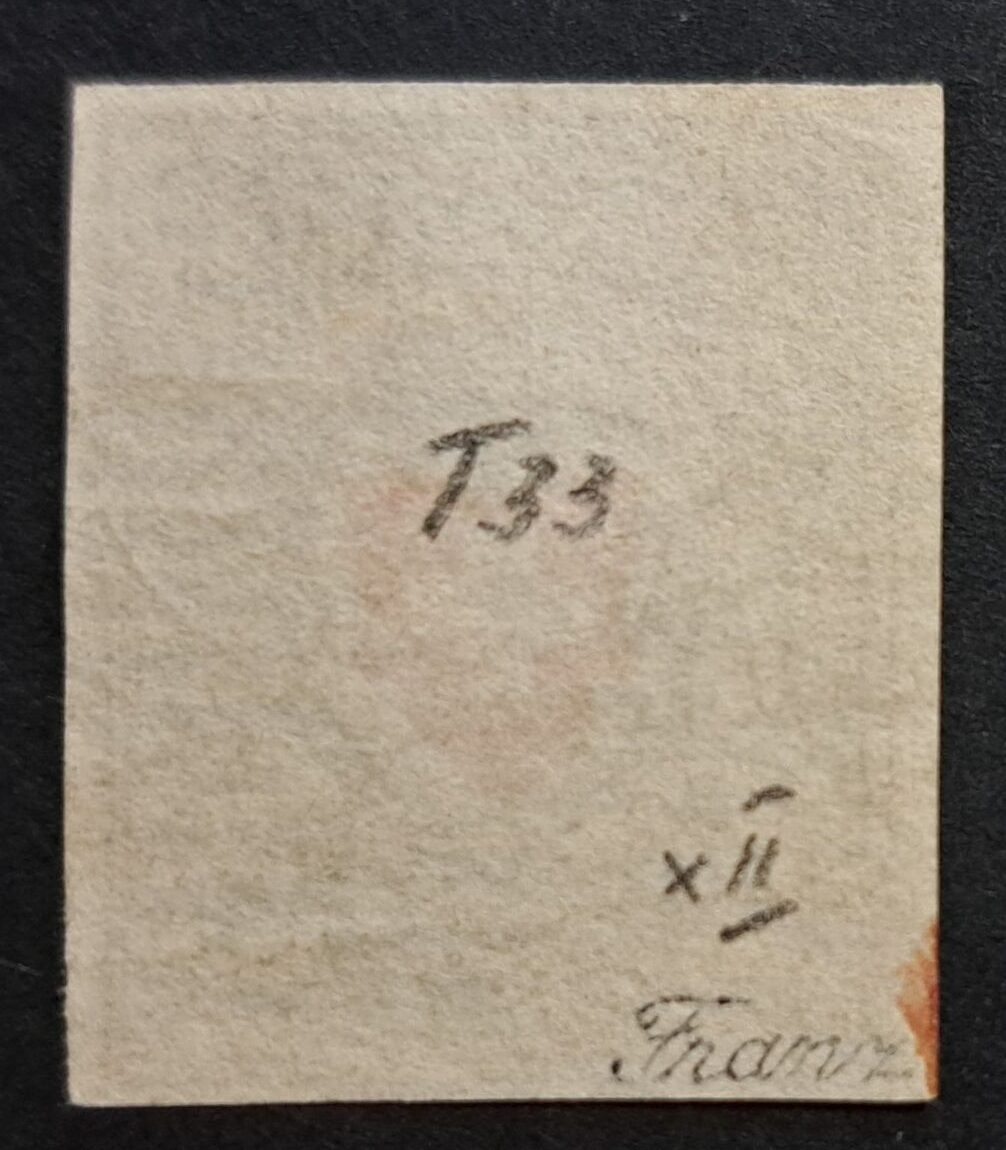 T33
x II
Franz